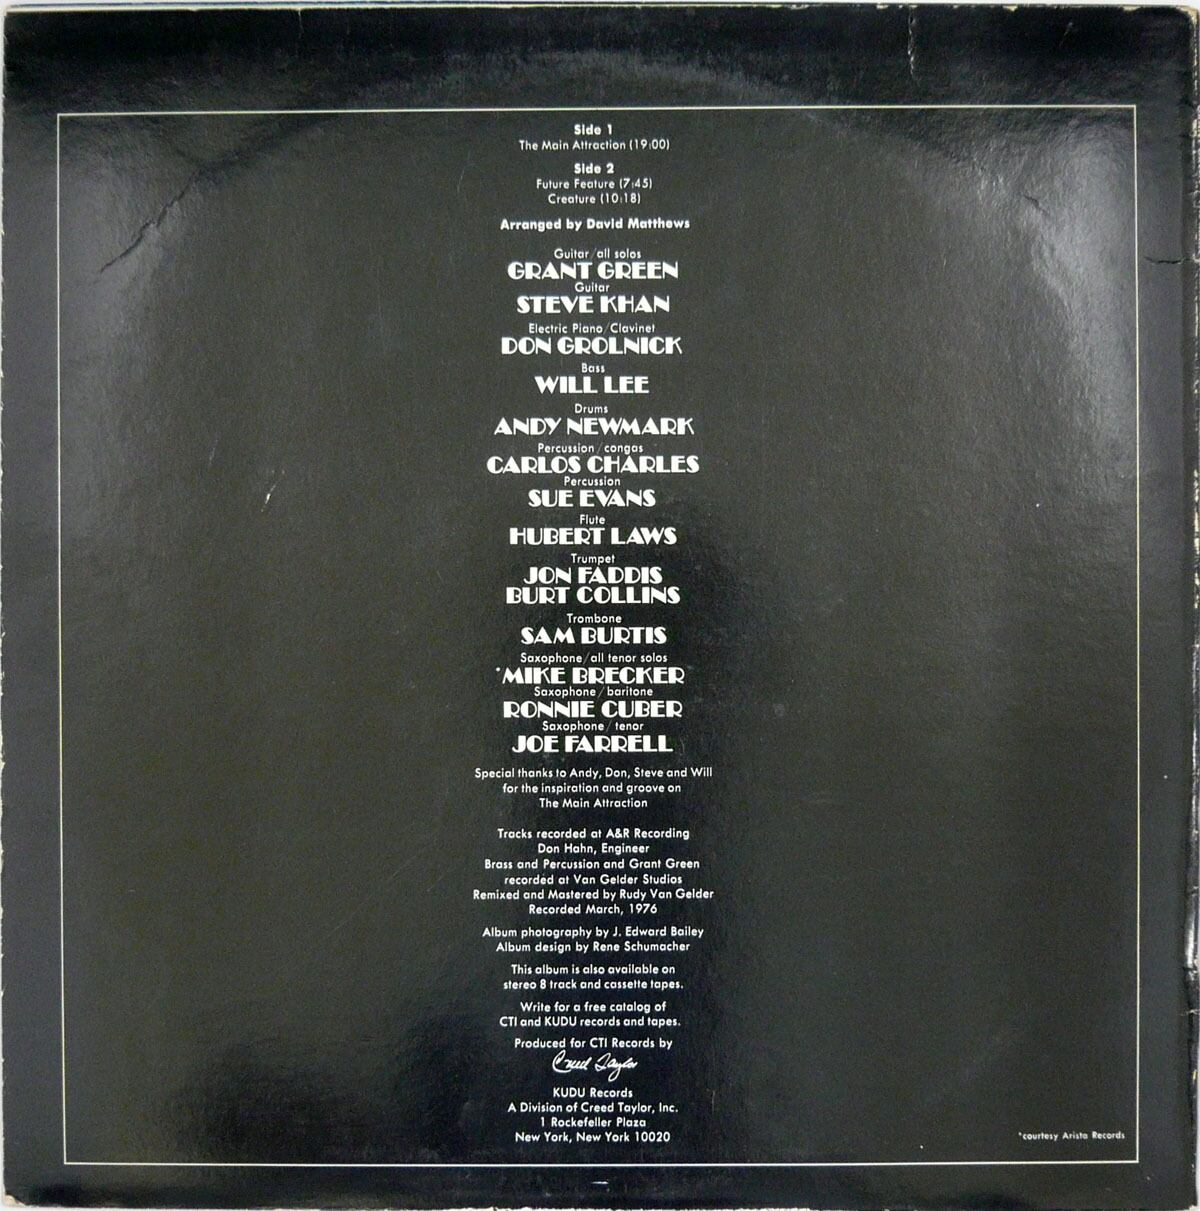 Side 1
The Main Attraction (19:00)
Side 2
Future Feature (7:45)
Creature (10:18)
Arranged by David Matthews
Guitar/all solos
GRANT GREEN
Guitar
STEVE KHAN
Electric Piano/Clavinet
DON GROLNICK
Bass
WILL LEE
Drums
ANDY NEWMARK
Percussion/congas
CARLOS CHARLES
Percussion
SUE EVANS
Flute
HUBERT LAWS
Trumpet
JON FADDIS
BURT COLLINS
Trombone
SAM BURTIS
Saxophone/all tenor solos
*MIKE BRECKER
Saxophone/baritone
RONNIE CUBER
Saxophone/tenor
JOE FARRELL
Special thanks to Andy, Don, Steve and Will
for the inspiration and groove on
The Main Attraction
Tracks recorded at A&R Recording
Don Hahn, Engineer
Brass and Percussion and Grant Green
recorded at Van Gelder Studios
Remixed and Mastered by Rudy Van Gelder
Recorded March, 1976
Album photography by J. Edward Bailey
Album design by Rene Schumacher
This album is also available on
stereo 8 track and cassette tapes.
Write for a free catalog of
CTI and KUDU records and tapes.
Produced for CTI Records by
Creed Taylor
KUDU Records
A Division of Creed Taylor, Inc.
1 Rockefeller Plaza
New York, New York 10020
*courtesy Arista Records